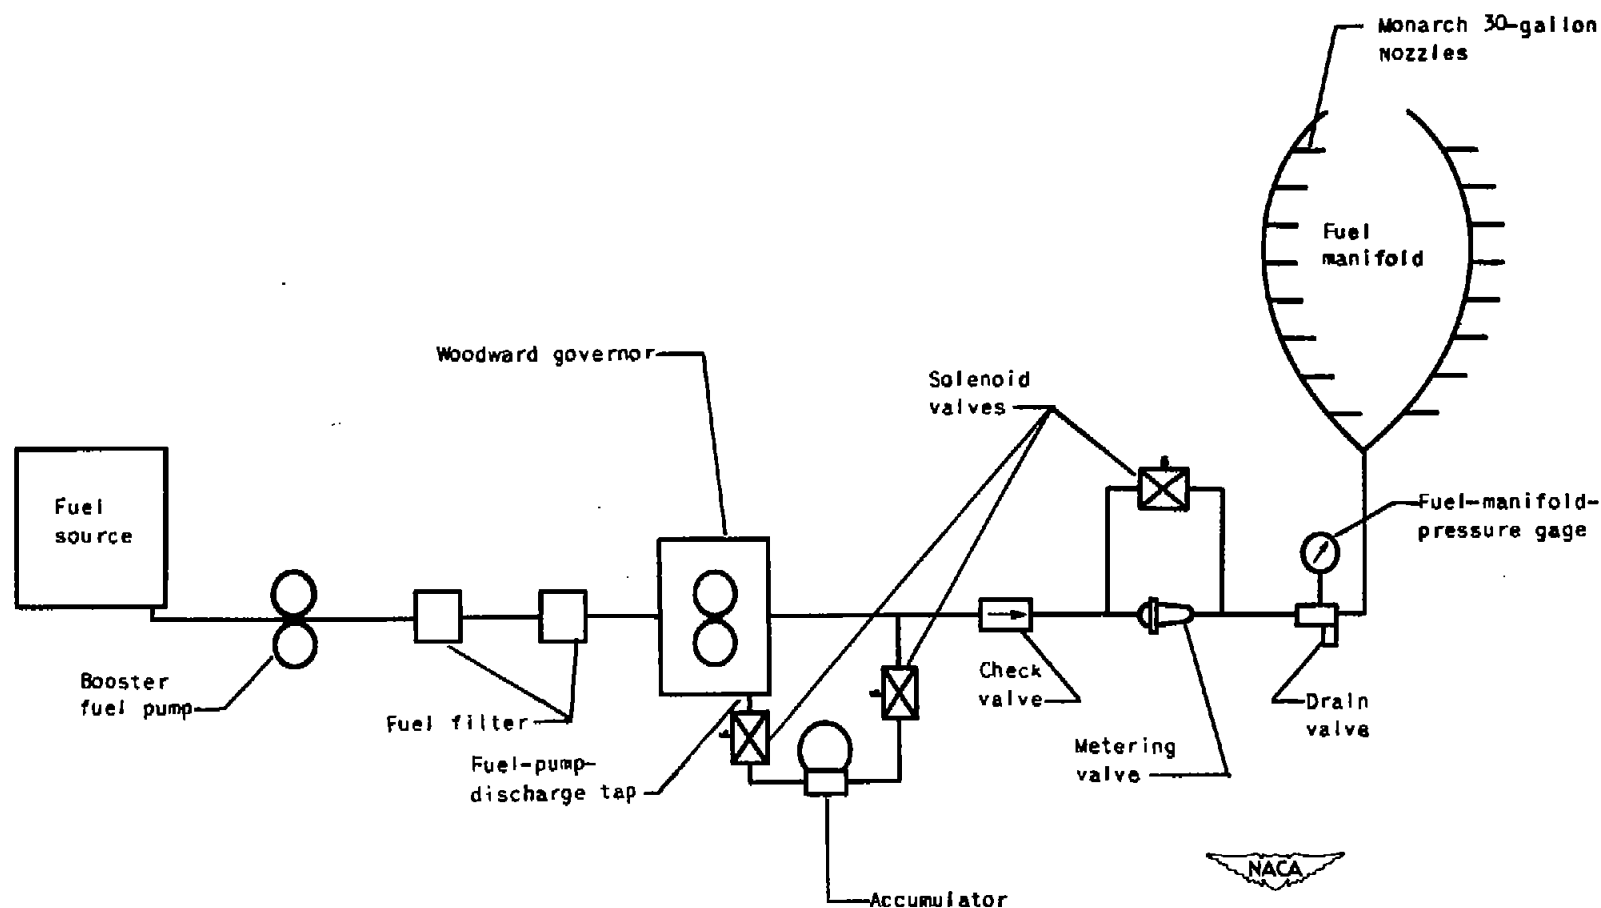 Monarch 30-gallon
Nozzles
Fuel
manifold
Woodward governor
Solenoid
valves
Fuel
source
Fuel-manifold-
pressure gage
Booster
fuel pump
Fuel filter
Check
valve
Drain
valve
Fuel-pump-
discharge tap
Metering
valve
Accumulator
NACA